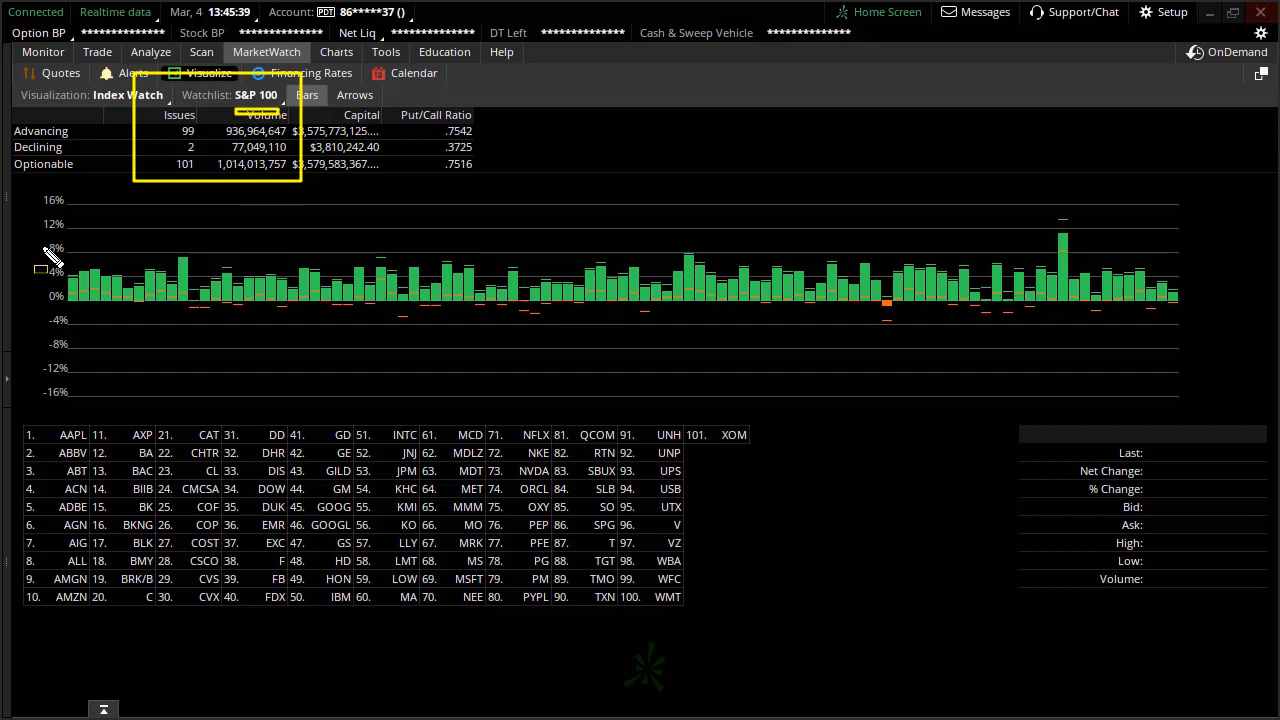 Connected Realtime data Mar, 4 13:45:39 Account: PDT 86*****37 () Home Screen Messages Support/Chat Setup
Option BP ************** Stock BP ************** Net Liq ************** DT Left ************** Cash & Sweep Vehicle **************
Monitor Trade Analyze Scan MarketWatch Charts Tools Education Help OnDemand
Quotes Alerts Visualize Financing Rates Calendar
Visualization: Index Watch Watchlist: S&P 100 Bars Arrows
Issues Volume Capital Put/Call Ratio
Advancing 99 936,964,647 $3,575,773,125.... .7542
Declining 2 77,049,110 $3,810,242.40 .3725
Optionable 101 1,014,013,757 $3,579,583,367.... .7516
16%
12%
8%
4%
0%
-4%
-8%
-12%
-16%
1. AAPL 11. AXP 21. CAT 31. DD 41. GD 51. INTC 61. MCD 71. NFLX 81. QCOM 91. UNH 101. XOM
2. ABBV 12. BA 22. CHTR 32. DHR 42. GE 52. JNJ 62. MDLZ 72. NKE 82. RTN 92. UNP
3. ABT 13. BAC 23. CL 33. DIS 43. GILD 53. JPM 63. MDT 73. NVDA 83. SBUX 93. UPS
4. ACN 14. BIIB 24. CMCSA 34. DOW 44. GM 54. KHC 64. MET 74. ORCL 84. SLB 94. USB
5. ADBE 15. BK 25. COF 35. DUK 45. GOOG 55. KMI 65. MMM 75. OXY 85. SO 95. UTX
6. AGN 16. BKNG 26. COP 36. EMR 46. GOOGL 56. KO 66. MO 76. PEP 86. SPG 96. V
7. AIG 17. BLK 27. COST 37. EXC 47. GS 57. LLY 67. MRK 77. PFE 87. T 97. VZ
8. ALL 18. BMY 28. CSCO 38. F 48. HD 58. LMT 68. MS 78. PG 88. TGT 98. WBA
9. AMGN 19. BRK/B 29. CVS 39. FB 49. HON 59. LOW 69. MSFT 79. PM 89. TMO 99. WFC
10. AMZN 20. C 30. CVX 40. FDX 50. IBM 60. MA 70. NEE 80. PYPL 90. TXN 100. WMT
Last:
Net Change:
% Change:
Bid:
Ask:
High:
Low:
Volume: